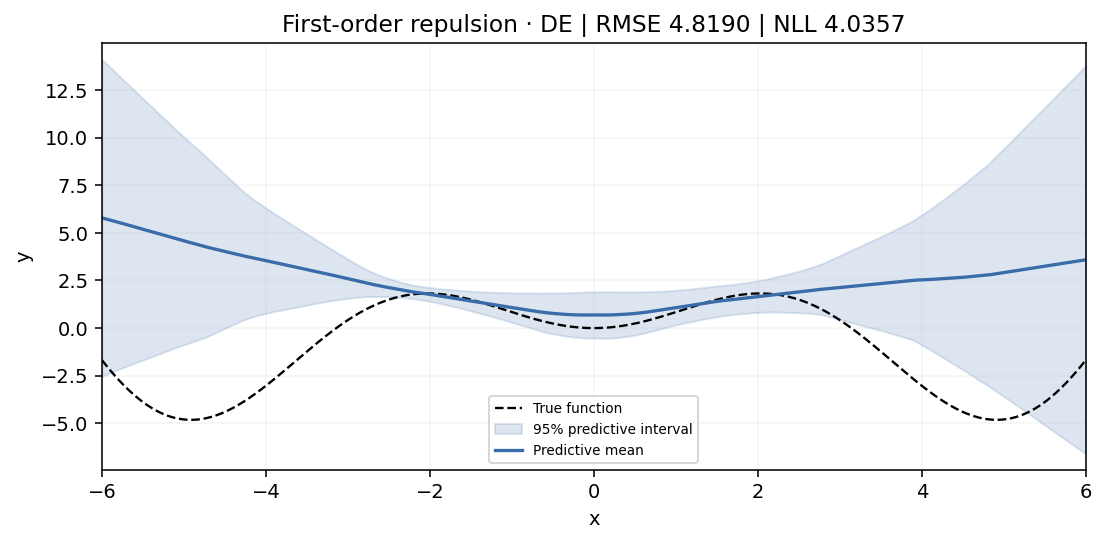 First-order repulsion · DE | RMSE 4.8190 | NLL 4.0357
12.5
10.0
7.5
5.0
2.5
0.0
−2.5
−5.0
y
True function
95% predictive interval
Predictive mean
−6
−4
−2
0
2
4
6
x